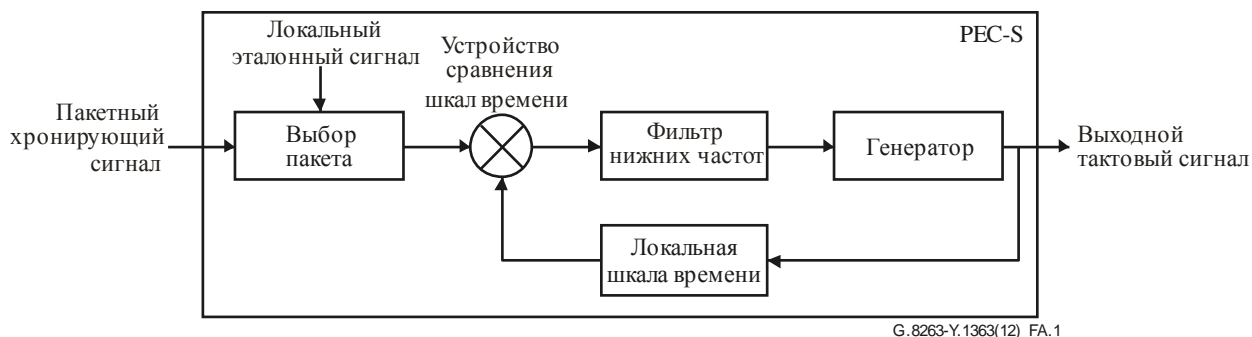 PEC-S
Локальный
эталонный сигнал
Устройство
сравнения
шкал времени
Пакетный
хронирующий
сигнал
Выбор
пакета
Фильтр
нижних частот
Генератор
Выходной
тактовый сигнал
Локальная
шкала времени
G.8263-Y.1363(12)_FA.1